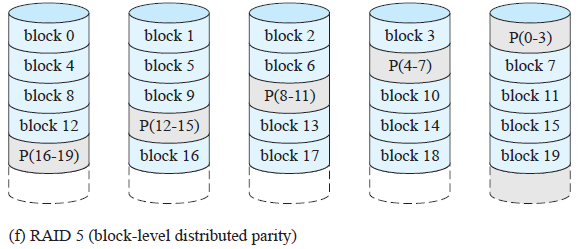 block 0 block 1 block 2 block 3 P(0-3)
block 4 block 5 block 6 P(4-7) block 7
block 8 block 9 P(8-11) block 10 block 11
block 12 P(12-15) block 13 block 14 block 15
P(16-19) block 16 block 17 block 18 block 19
(f) RAID 5 (block-level distributed parity)